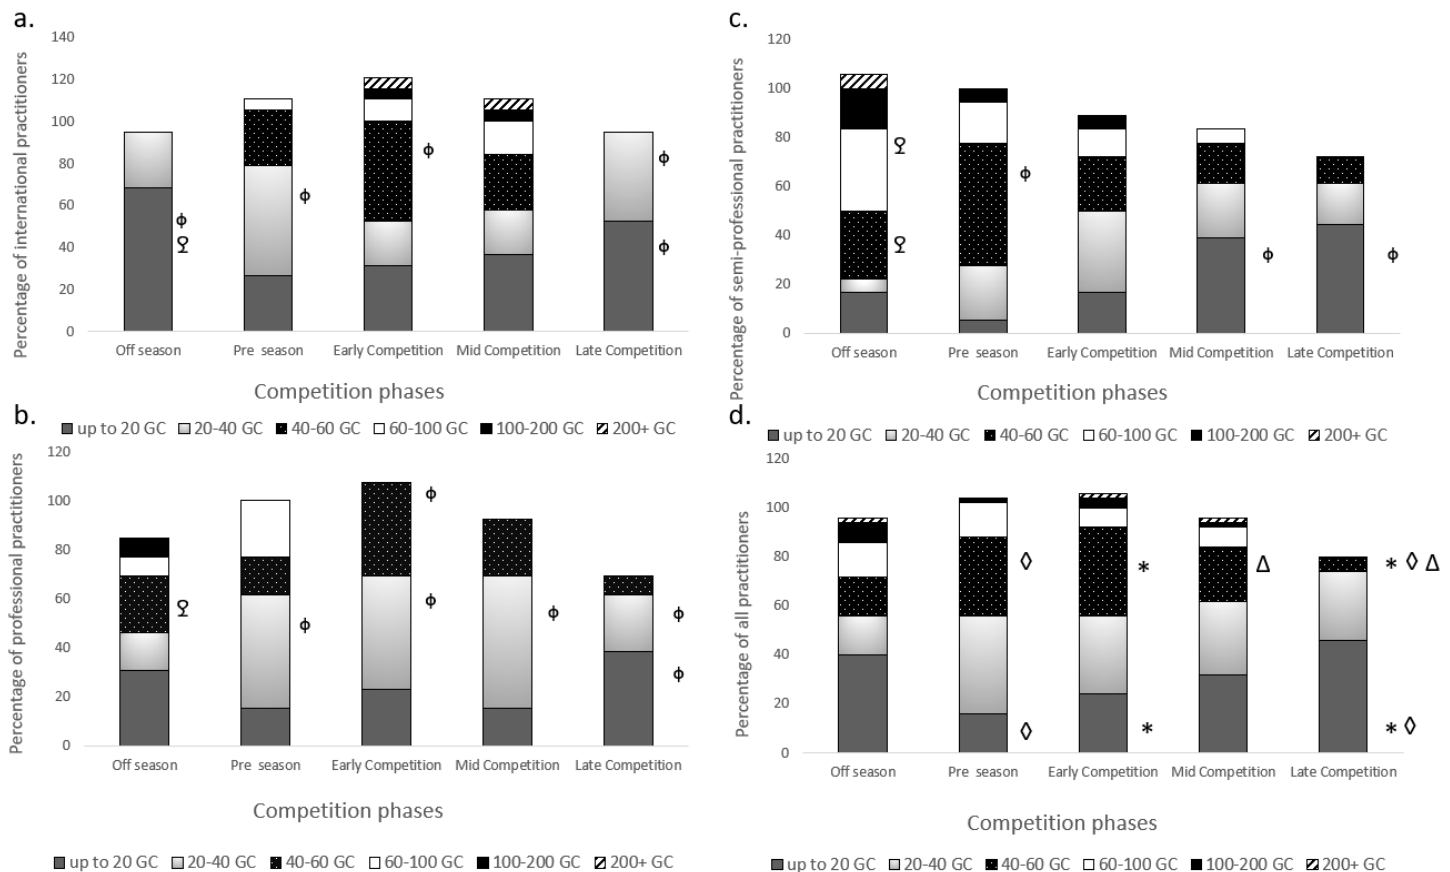 a.
Percentage of international practitioners
140
120
100
80
60
40
20
0
ϕ
ϕ
ϕ
ϕ
ϕ
Off season Pre season Early Competition Mid Competition Late Competition
Competition phases
up to 20 GC 20-40 GC 40-60 GC 60-100 GC 100-200 GC 200+ GC
b.
Percentage of professional practitioners
120
100
80
60
40
20
0
ϕ
ϕ
ϕ
ϕ
ϕ
ϕ
Off season Pre season Early Competition Mid Competition Late Competition
Competition phases
up to 20 GC 20-40 GC 40-60 GC 60-100 GC 100-200 GC 200+ GC
c.
Percentage of semi-professional practitioners
120
100
80
60
40
20
0
ϕ
ϕ
ϕ
Off season Pre season Early Competition Mid Competition Late Competition
Competition phases
up to 20 GC 20-40 GC 40-60 GC 60-100 GC 100-200 GC 200+ GC
d.
Percentage of all practitioners
120
100
80
60
40
20
0
◊ * Δ * ◊ Δ
◊ * * ◊
Off season Pre season Early Competition Mid Competition Late Competition
Competition phases
up to 20 GC 20-40 GC 40-60 GC 60-100 GC 100-200 GC 200+ GC